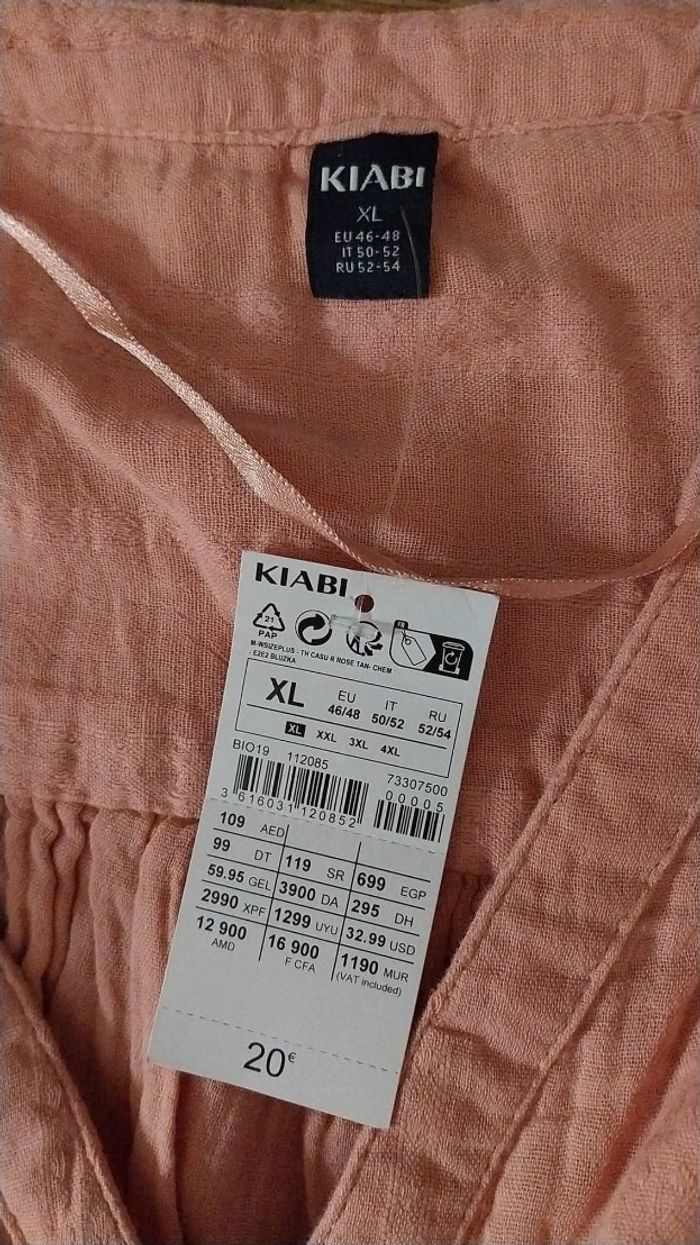 KIABI
XL
EU 46-48
IT 50-52
RU 52-54
KIABI
21
PAP
FR
M-WSIZEPLUS - TH CASU R ROSE TAN- CHEM
- E2E2 BLUZKA
XL EU 46/48 IT 50/52 RU 52/54
XL XXL 3XL 4XL
BIO19 112085 73307500
00005
3 616031 120852
109 AED
99 DT 119 SR 699 EGP
59.95 GEL 3900 DA 295 DH
2990 XPF 1299 UYU 32.99 USD
12 900 AMD 16 900 F CFA 1190 MUR
(VAT included)
20€